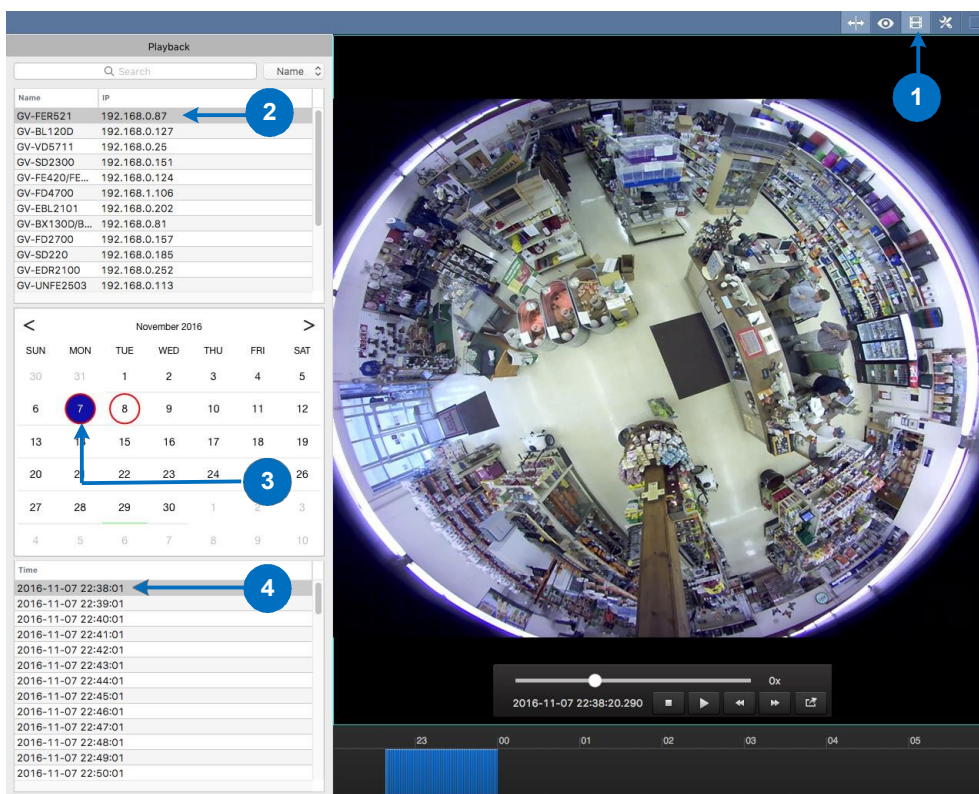 1
Playback
Search
Name
Name IP
GV-FER521 192.168.0.87
2
GV-BL120D 192.168.0.127
GV-VD5711 192.168.0.25
GV-SD2300 192.168.0.151
GV-FE420/FE... 192.168.0.124
GV-FD4700 192.168.1.106
GV-EBL2101 192.168.0.202
GV-BX130D/B... 192.168.0.81
GV-FD2700 192.168.0.157
GV-SD220 192.168.0.185
GV-EDR2100 192.168.0.252
GV-UNFE2503 192.168.0.113
< November 2016 >
SUN MON TUE WED THU FRI SAT
30 31 1 2 3 4 5
6 7 8 9 10 11 12
13 15 16 17 18 19
20 21 22 23 24 26
3
27 28 29 30 1 2 3
4 5 6 7 8 9 10
Time
2016-11-07 22:38:01
4
2016-11-07 22:39:01
2016-11-07 22:40:01
2016-11-07 22:41:01
2016-11-07 22:42:01
2016-11-07 22:43:01
2016-11-07 22:44:01
2016-11-07 22:45:01
2016-11-07 22:46:01
2016-11-07 22:47:01
2016-11-07 22:48:01
2016-11-07 22:49:01
2016-11-07 22:50:01
0x
2016-11-07 22:38:20.290
23 00 01 02 03 04 05